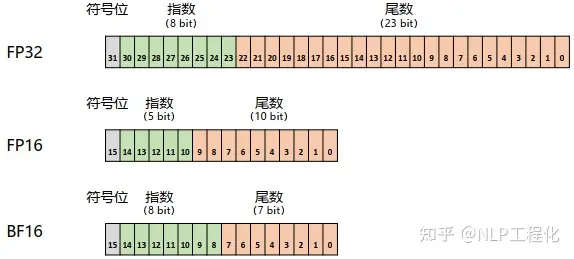 符号位 指数 尾数
(8 bit) (23 bit)
FP32
31 30 29 28 27 26 25 24 23 22 21 20 19 18 17 16 15 14 13 12 11 10 9 8 7 6 5 4 3 2 1 0
符号位 指数 尾数
(5 bit) (10 bit)
FP16
15 14 13 12 11 10 9 8 7 6 5 4 3 2 1 0
符号位 指数 尾数
(8 bit) (7 bit)
BF16
15 14 13 12 11 10 9 8 7 6 5 4 3 2 1 0
知乎 @NLP工程化